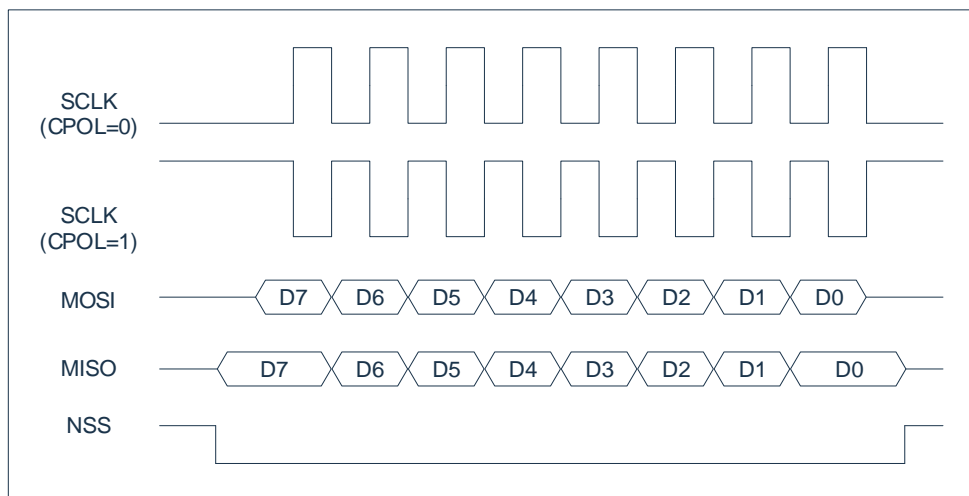 SCLK
(CPOL=0)
SCLK
(CPOL=1)
MOSI D7 D6 D5 D4 D3 D2 D1 D0
MISO D7 D6 D5 D4 D3 D2 D1 D0
NSS